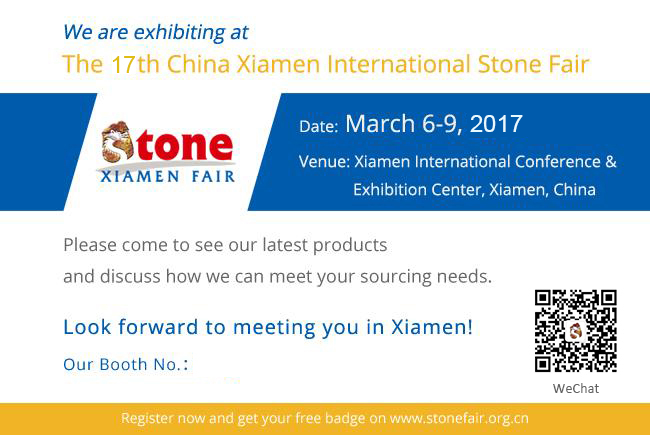 We are exhibiting at
The 17th China Xiamen International Stone Fair
Stone
XIAMEN FAIR
Date: March 6-9, 2017
Venue: Xiamen International Conference &
Exhibition Center, Xiamen, China
Please come to see our latest products
and discuss how we can meet your sourcing needs.
Look forward to meeting you in Xiamen!
Our Booth No.:
WeChat
Register now and get your free badge on www.stonefair.org.cn